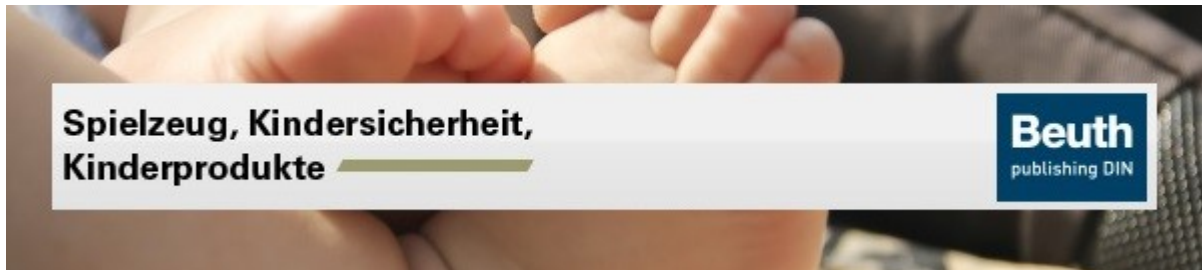 Spielzeug, Kindersicherheit,
Kinderprodukte
Beuth
publishing DIN